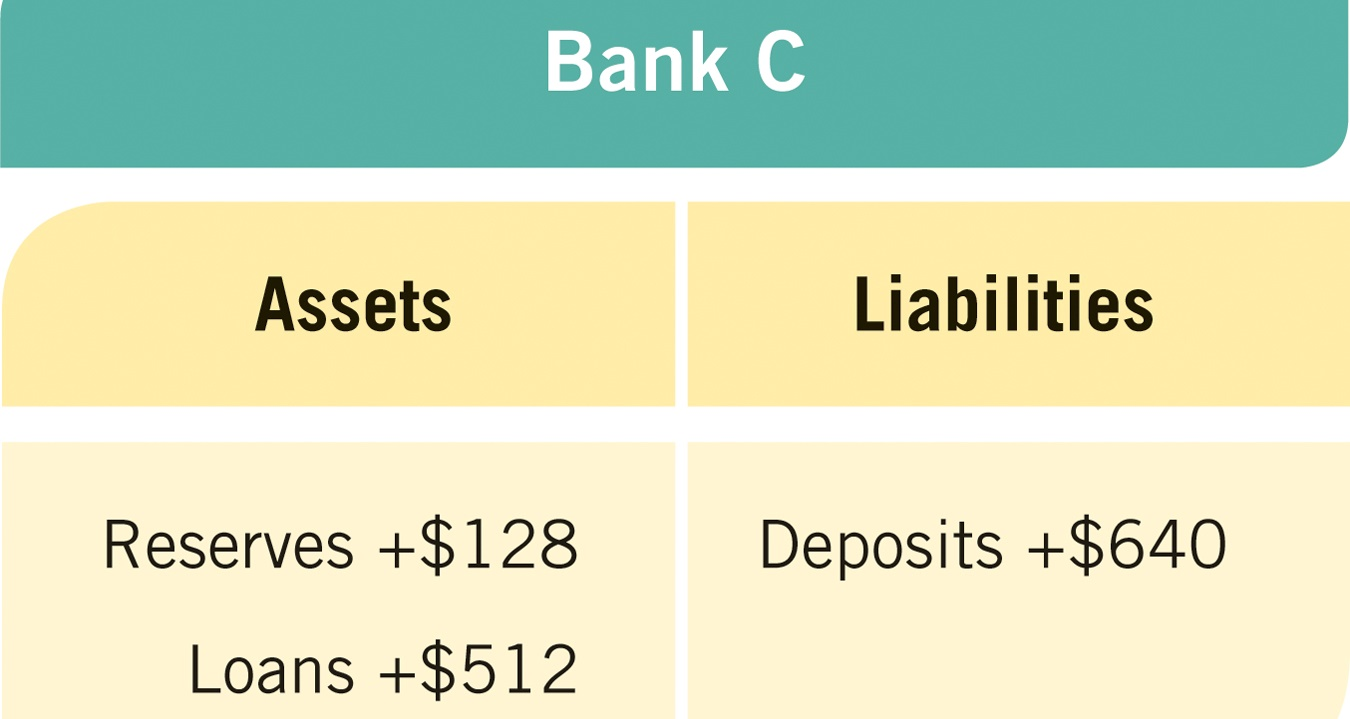 Bank C
Assets
Liabilities
Reserves +$128
Deposits +$640
Loans +$512